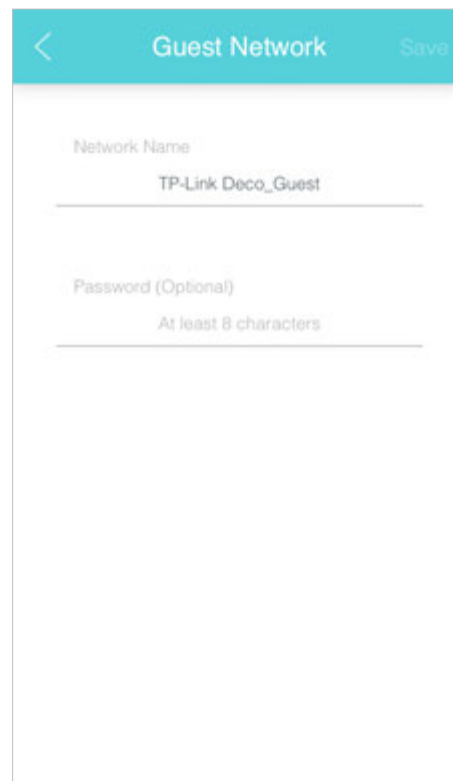 Guest Network Save
Network Name
TP-Link Deco_Guest
Password (Optional)
At least 8 characters